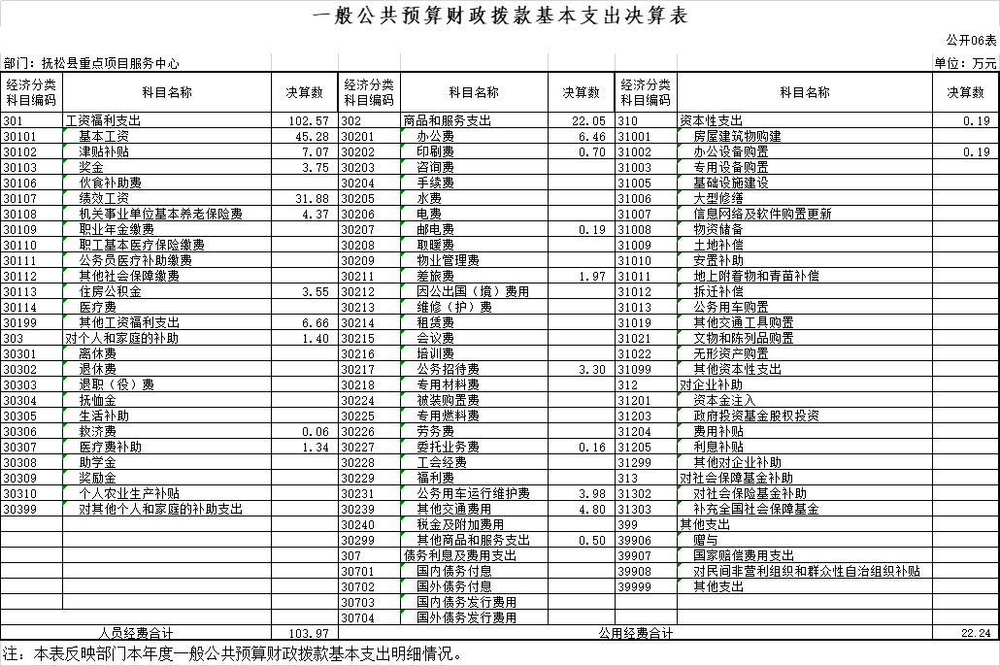 一般公共预算财政拨款基本支出决算表
公开06表
部门：抚松县重点项目服务中心 单位：万元
经济分类科目编码 科目名称 决算数 经济分类科目编码 科目名称 决算数 经济分类科目编码 科目名称 决算数
301 工资福利支出 102.57 302 商品和服务支出 22.05 310 资本性支出 0.19
30101 基本工资 45.28 30201 办公费 6.46 31001 房屋建筑物购建
30102 津贴补贴 7.07 30202 印刷费 0.70 31002 办公设备购置 0.19
30103 奖金 3.75 30203 咨询费 31003 专用设备购置
30106 伙食补助费 30204 手续费 31005 基础设施建设
30107 绩效工资 31.88 30205 水费 31006 大型修缮
30108 机关事业单位基本养老保险费 4.37 30206 电费 31007 信息网络及软件购置更新
30109 职业年金缴费 30207 邮电费 0.19 31008 物资储备
30110 职工基本医疗保险缴费 30208 取暖费 31009 土地补偿
30111 公务员医疗补助缴费 30209 物业管理费 31010 安置补助
30112 其他社会保障缴费 30211 差旅费 1.97 31011 地上附着物和青苗补偿
30113 住房公积金 3.55 30212 因公出国（境）费用 31012 拆迁补偿
30114 医疗费 30213 维修（护）费 31013 公务用车购置
30199 其他工资福利支出 6.66 30214 租赁费 31019 其他交通工具购置
303 对个人和家庭的补助 1.40 30215 会议费 31021 文物和陈列品购置
30301 离休费 30216 培训费 31022 无形资产购置
30302 退休费 30217 公务招待费 3.30 31099 其他资本性支出
30303 退职（役）费 30218 专用材料费 312 对企业补助
30304 抚恤金 30224 被装购置费 31201 资本金注入
30305 生活补助 30225 专用燃料费 31203 政府投资基金股权投资
30306 救济费 0.06 30226 劳务费 31204 费用补贴
30307 医疗费补助 1.34 30227 委托业务费 0.16 31205 利息补贴
30308 助学金 30228 工会经费 31299 其他对企业补助
30309 奖励金 30229 福利费 313 对社会保障基金补助
30310 个人农业生产补贴 30231 公务用车运行维护费 3.98 31302 对社会保险基金补助
30399 对其他个人和家庭的补助支出 30239 其他交通费用 4.80 31303 补充全国社会保障基金
30240 税金及附加费用 399 其他支出
30299 其他商品和服务支出 0.50 39906 赠与
307 债务利息及费用支出 39907 国家赔偿费用支出
30701 国内债务付息 39908 对民间非营利组织和群众性自治组织补贴
30702 国外债务付息 39999 其他支出
30703 国内债务发行费用
30704 国外债务发行费用
人员经费合计 103.97 公用经费合计 22.24
注：本表反映部门本年度一般公共预算财政拨款基本支出明细情况。